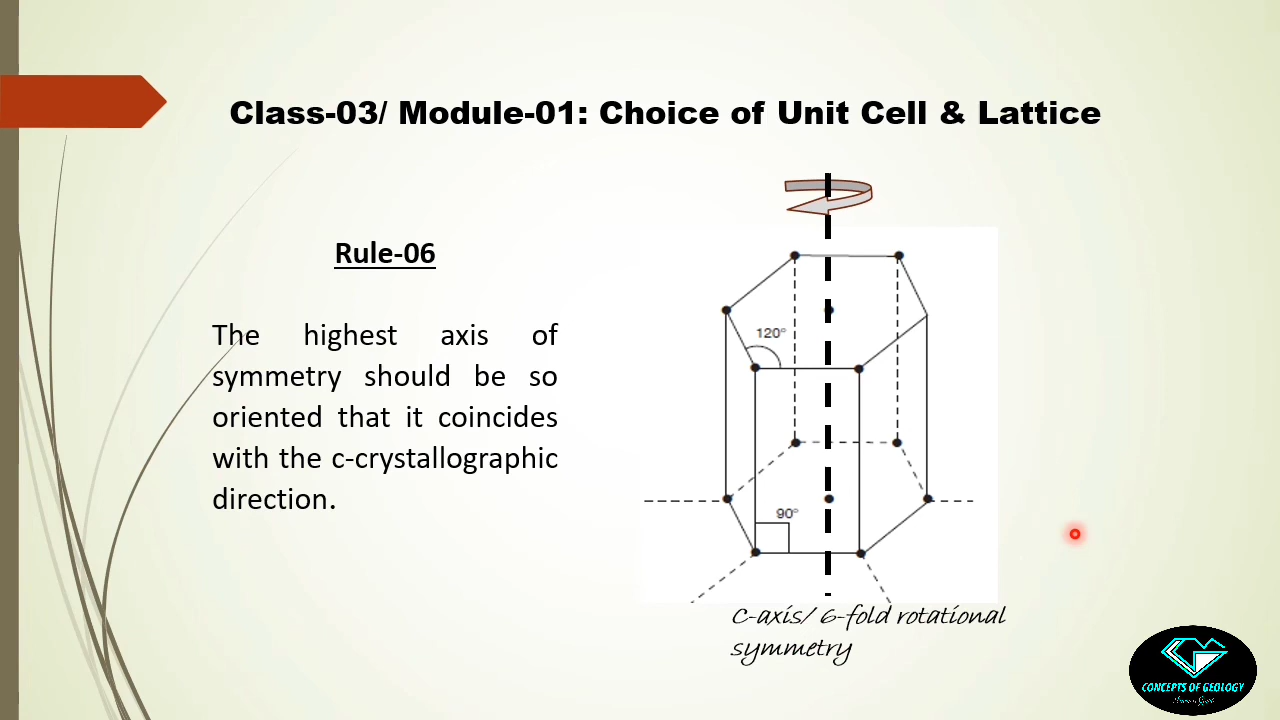 Class-03/ Module-01: Choice of Unit Cell & Lattice
Rule-06
The highest axis of
symmetry should be so
oriented that it coincides
with the c-crystallographic
direction.
120°
90°
C-axis/ 6-fold rotational
symmetry
CONCEPTS OF GEOLOGY